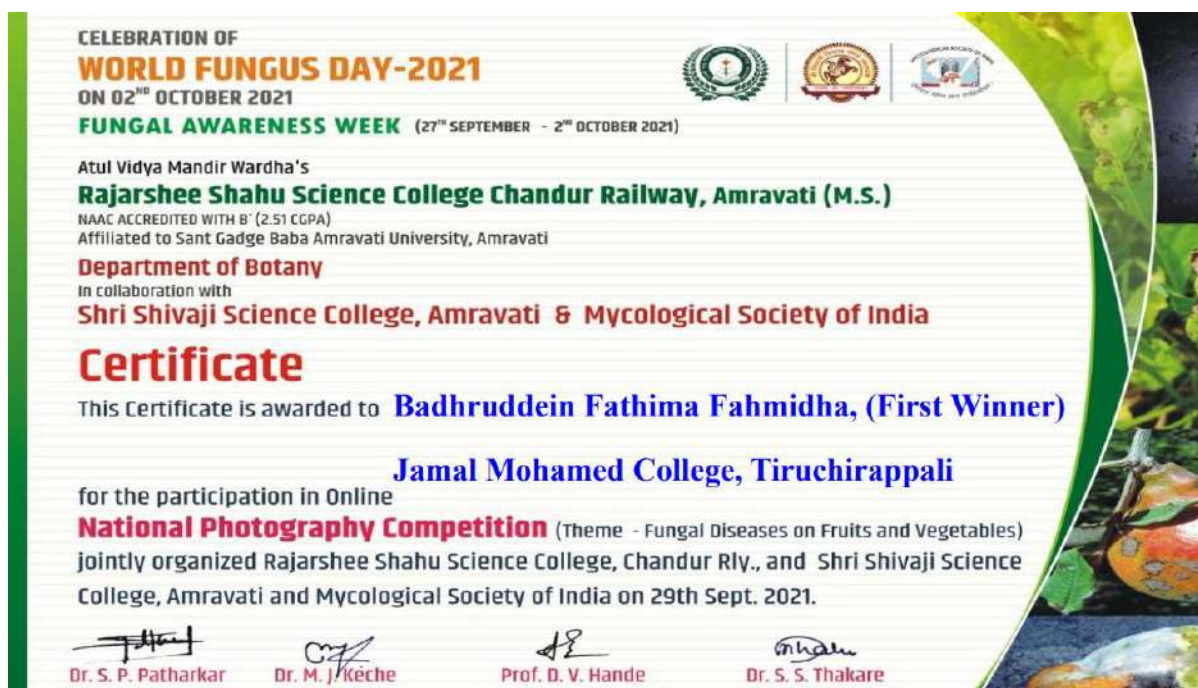 CELEBRATION OF
WORLD FUNGUS DAY-2021
ON 02ND OCTOBER 2021
FUNGAL AWARENESS WEEK (27TH SEPTEMBER - 2ND OCTOBER 2021)
Atul Vidya Mandir Wardha's
Rajarshee Shahu Science College Chandur Railway, Amravati (M.S.)
NAAC ACCREDITED WITH B+ (2.51 CGPA)
Affiliated to Sant Gadge Baba Amravati University, Amravati
Department of Botany
In collaboration with
Shri Shivaji Science College, Amravati & Mycological Society of India
Certificate
This Certificate is awarded to Badhruddein Fathima Fahmidha, (First Winner)
Jamal Mohamed College, Tiruchirappali
for the participation in Online
National Photography Competition (Theme - Fungal Diseases on Fruits and Vegetables)
jointly organized Rajarshee Shahu Science College, Chandur Rly., and Shri Shivaji Science
College, Amravati and Mycological Society of India on 29th Sept. 2021.
Dr. S. P. Patharkar Dr. M. J. Keche Prof. D. V. Hande Dr. S. S. Thakare